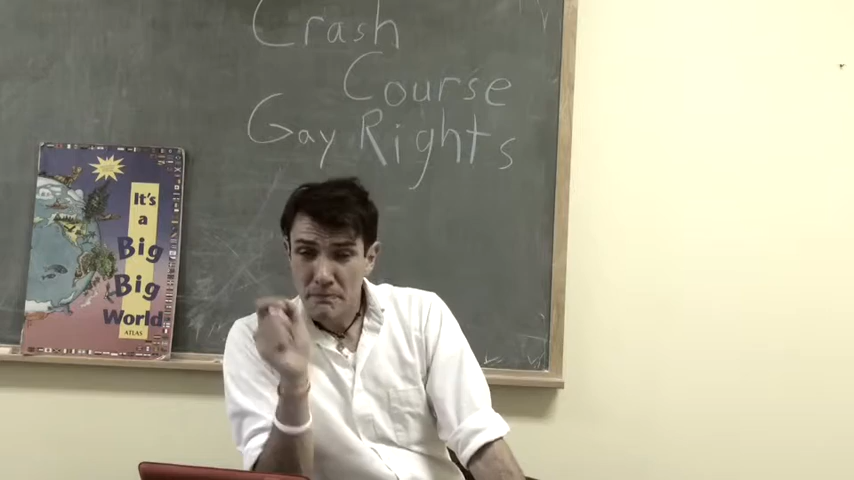 Crash
Course
Gay Rights
It's
a
Big
Big
World
ATLAS